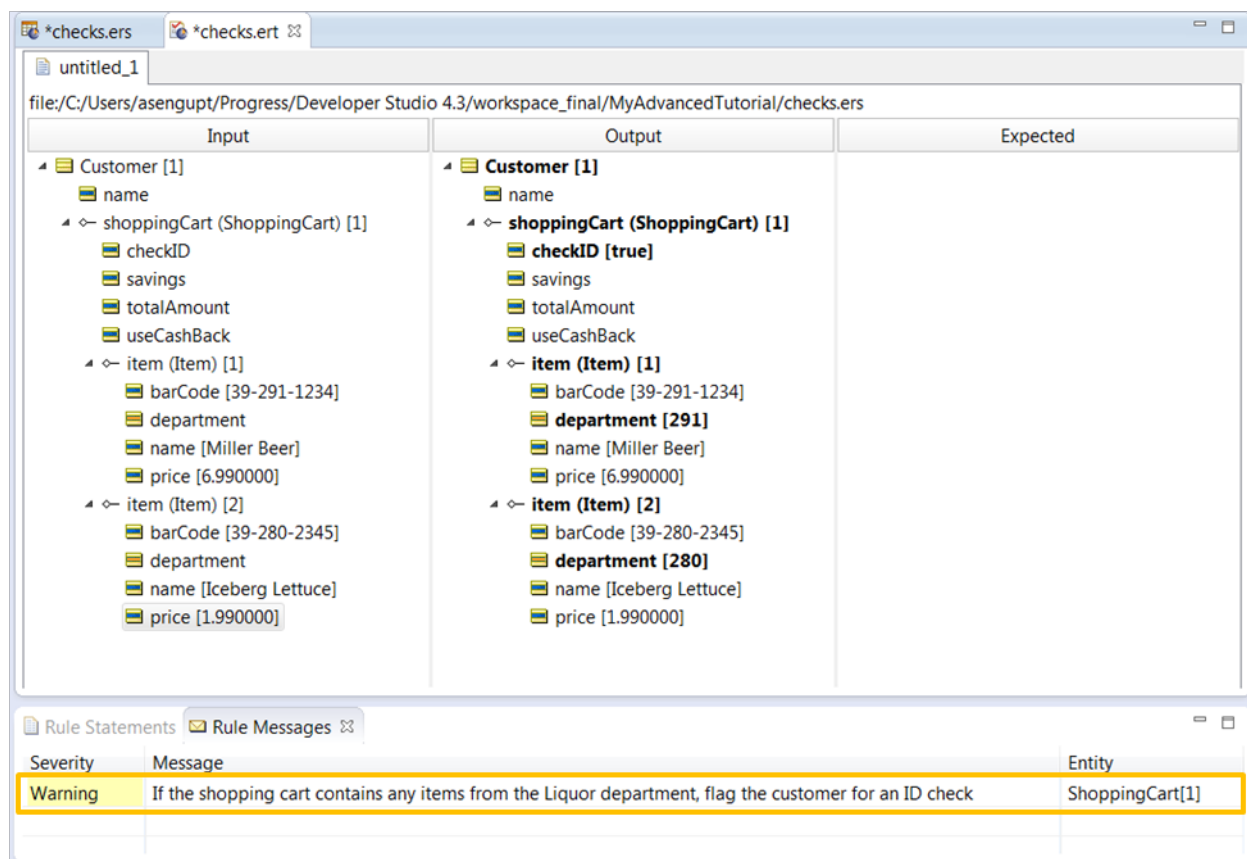 *checks.ers *checks.ert
untitled_1
file:/C:/Users/asengupt/Progress/Developer Studio 4.3/workspace_final/MyAdvancedTutorial/checks.ers
Input Output Expected
Customer [1] Customer [1]
name name
shoppingCart (ShoppingCart) [1] shoppingCart (ShoppingCart) [1]
checkID checkID [true]
savings savings
totalAmount totalAmount
useCashBack useCashBack
item (Item) [1] item (Item) [1]
barCode [39-291-1234] barCode [39-291-1234]
department department [291]
name [Miller Beer] name [Miller Beer]
price [6.990000] price [6.990000]
item (Item) [2] item (Item) [2]
barCode [39-280-2345] barCode [39-280-2345]
department department [280]
name [Iceberg Lettuce] name [Iceberg Lettuce]
price [1.990000] price [1.990000]
Rule Statements Rule Messages
Severity Message Entity
Warning If the shopping cart contains any items from the Liquor department, flag the customer for an ID check ShoppingCart[1]